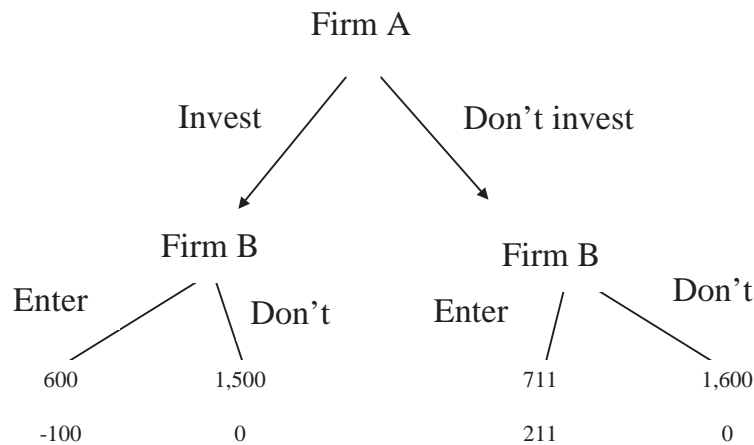 Firm A
Invest
Don't invest
Firm B
Firm B
Enter
Don't
Enter
Don't
600 1,500 711 1,600
-100 0 211 0